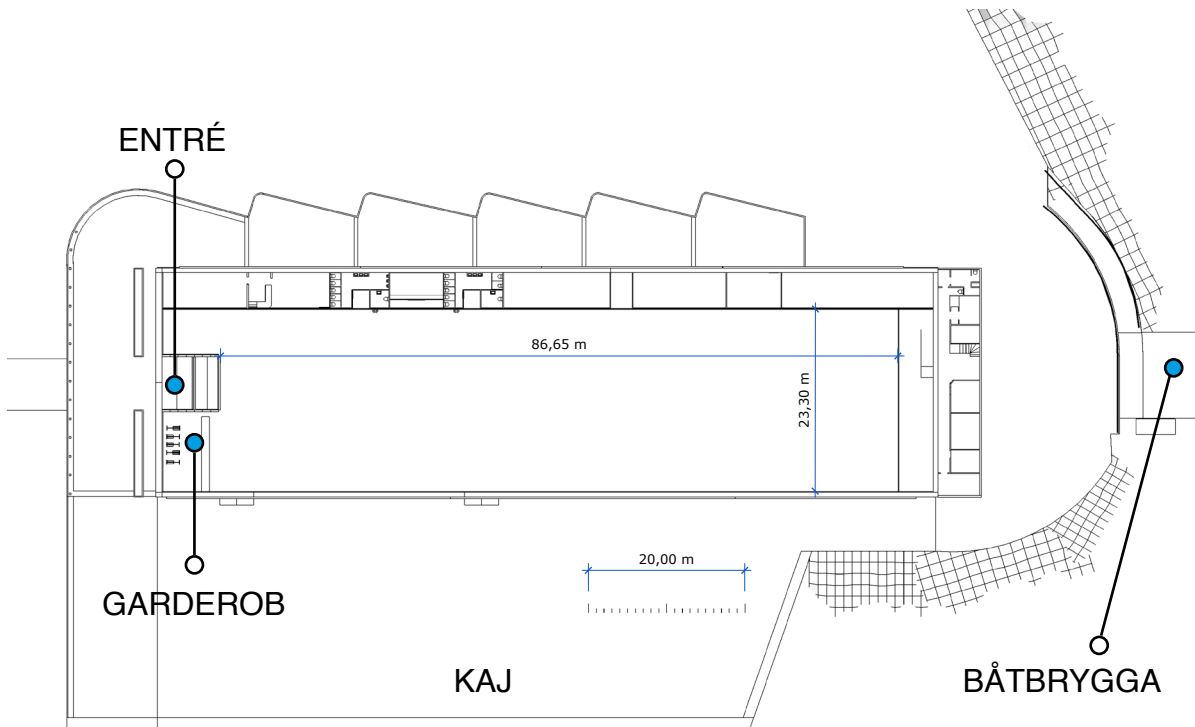 ENTRÉ
86,65 m
23,30 m
20,00 m
GARDEROB
KAJ
BÅTBRYGGA